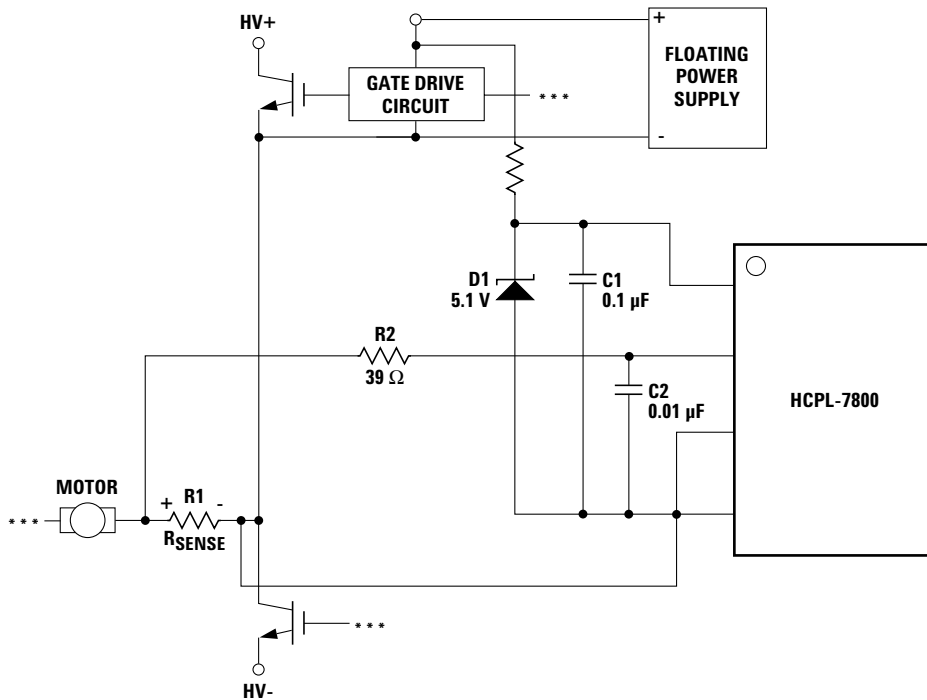 HV+
+
FLOATING
POWER
SUPPLY
-
GATE DRIVE
CIRCUIT
***
D1
5.1 V
C1
0.1 µF
R2
39 Ω
C2
0.01 µF
HCPL-7800
MOTOR
***
+ R1 -
RSENSE
***
HV-